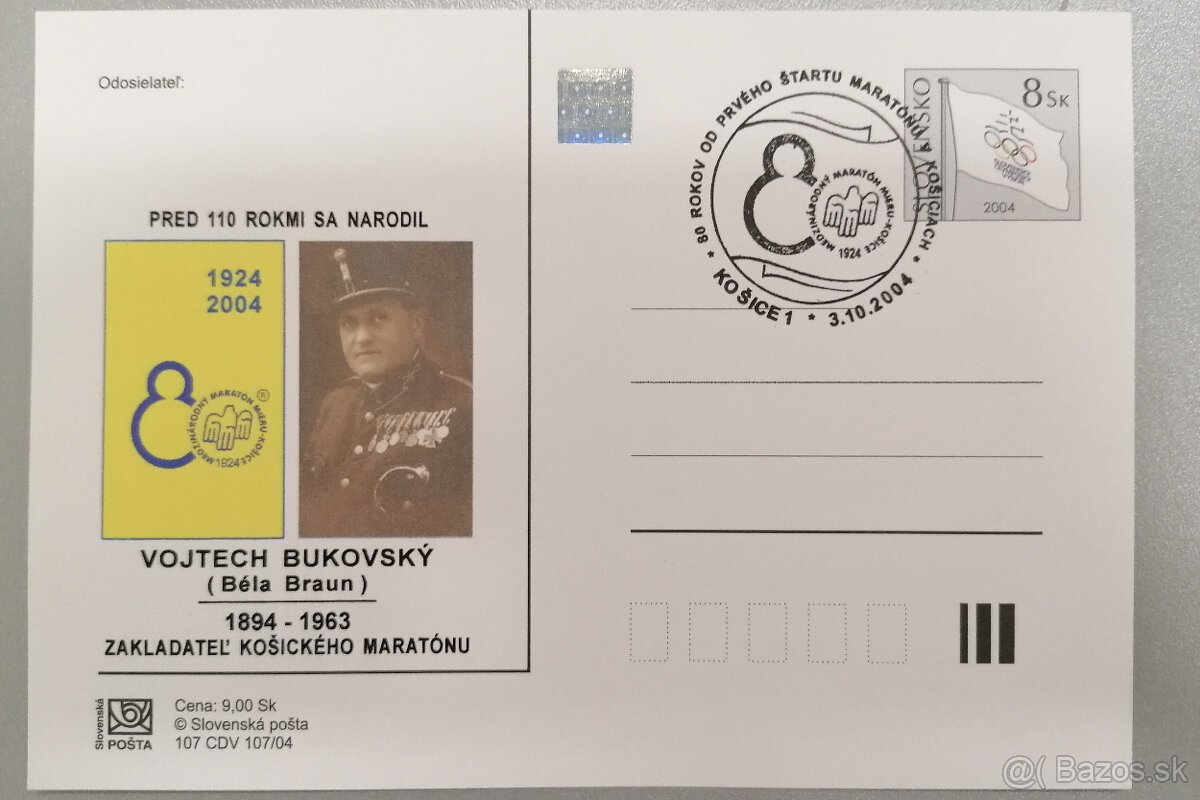 Odosielateľ:
PRED 110 ROKMI SA NARODIL
1924
2004
MEDZINÁRODNÝ MARATÓN MIERU-KOŠICE
1924
®
VOJTECH BUKOVSKÝ
( Béla Braun )
1894 - 1963
ZAKLADATEĽ KOŠICKÉHO MARATÓNU
Slovenská
POŠTA
Cena: 9,00 Sk
© Slovenská pošta
107 CDV 107/04
* 80 ROKOV OD PRVÉHO ŠTARTU MARATÓNU V KOŠICIACH *
KOŠICE 1 * 3.10.2004
MEDZINÁRODNÝ MARATÓN MIERU-KOŠICE
1924
SLOVENSKO
8 SK
2004
@( Bazos.sk